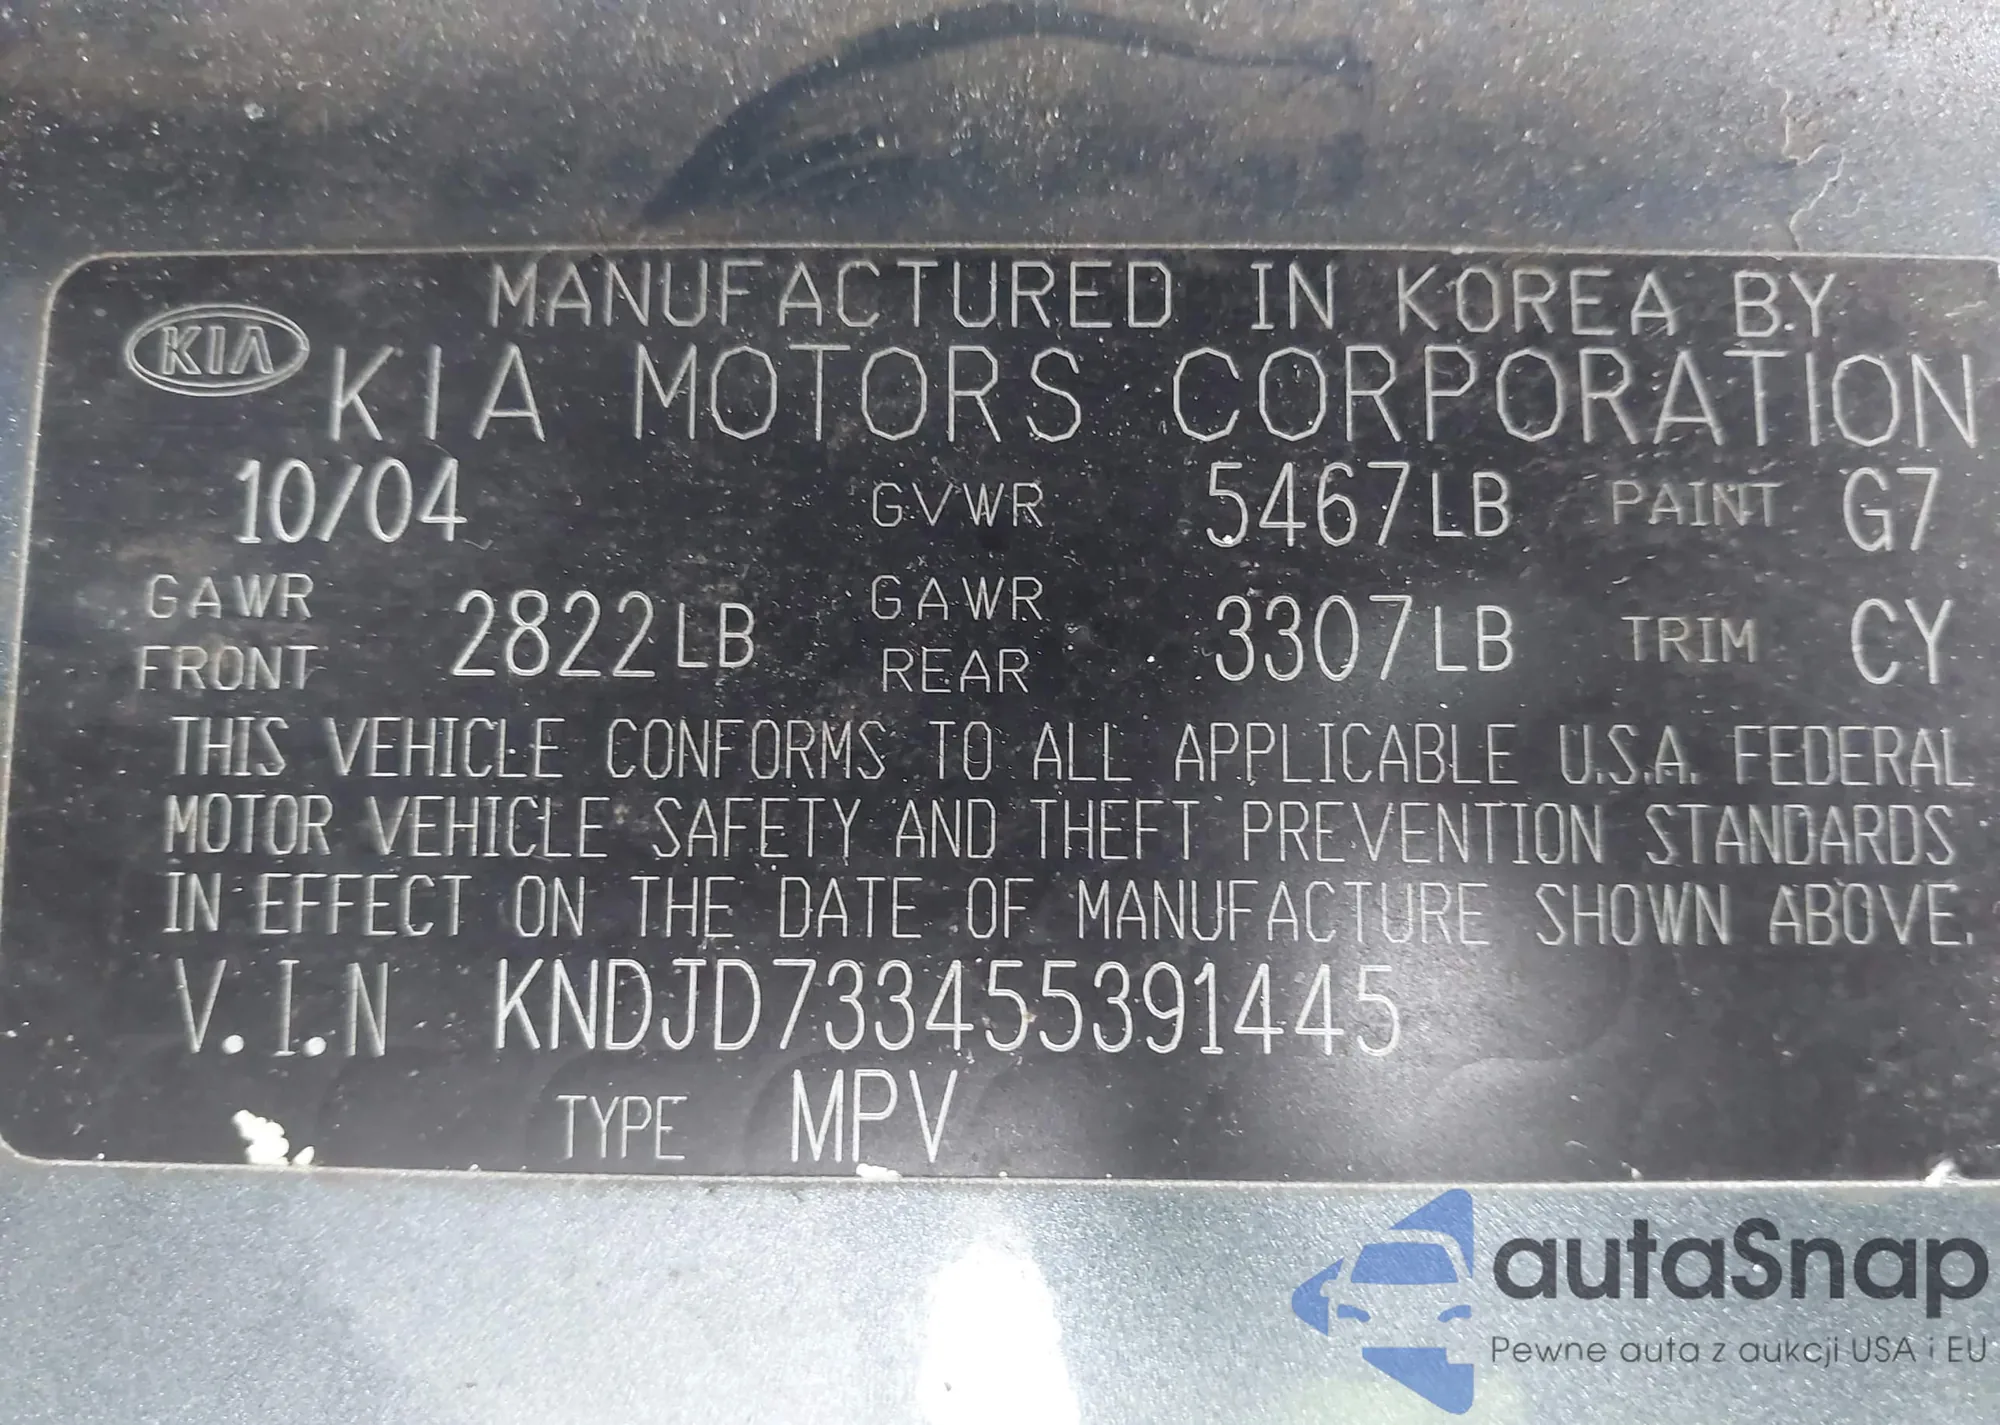 MANUFACTURED IN KOREA BY
KIA KIA MOTORS CORPORATION
10/04 GVWR 5467LB PAINT G7
GAWR FRONT 2822LB GAWR REAR 3307LB TRIM CY
THIS VEHICLE CONFORMS TO ALL APPLICABLE U.S.A. FEDERAL
MOTOR VEHICLE SAFETY AND THEFT PREVENTION STANDARDS
IN EFFECT ON THE DATE OF MANUFACTURE SHOWN ABOVE.
V.I.N KNDJD733455391445
TYPE MPV
autaSnap
Pewne auta z aukcji USA i EU